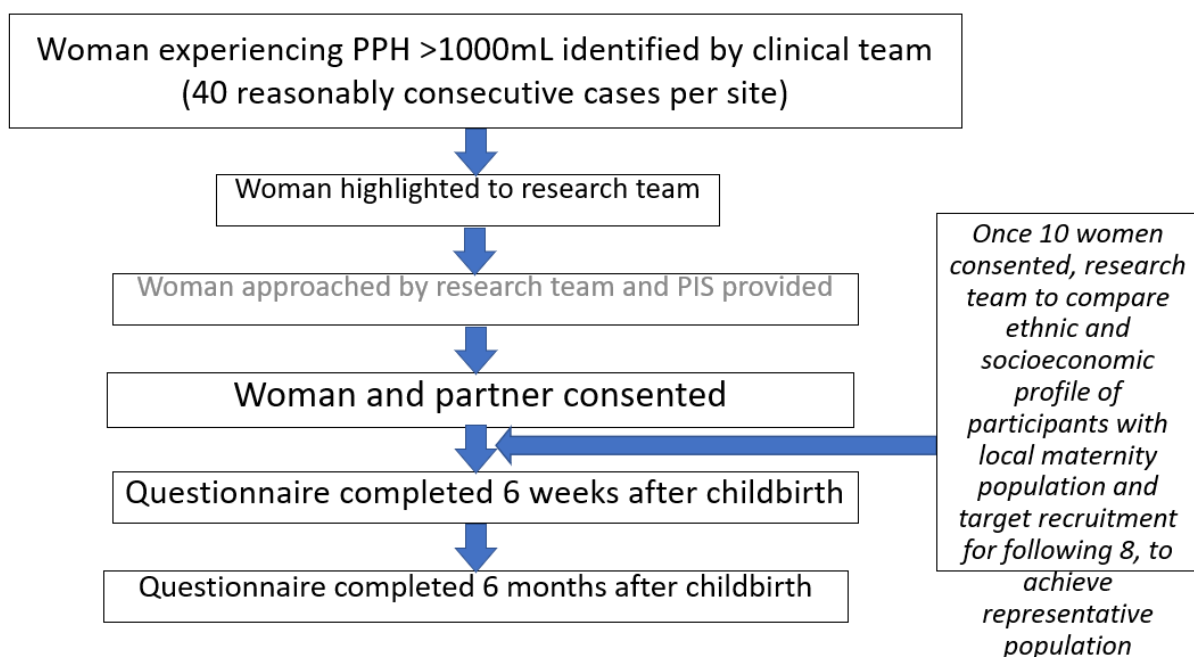 Woman experiencing PPH >1000mL identified by clinical team
(40 reasonably consecutive cases per site)
Woman highlighted to research team
Woman approached by research team and PIS provided
Woman and partner consented
Questionnaire completed 6 weeks after childbirth
Questionnaire completed 6 months after childbirth
Once 10 women
consented, research
team to compare
ethnic and
socioeconomic
profile of
participants with
local maternity
population and
target recruitment
for following 8, to
achieve
representative
population